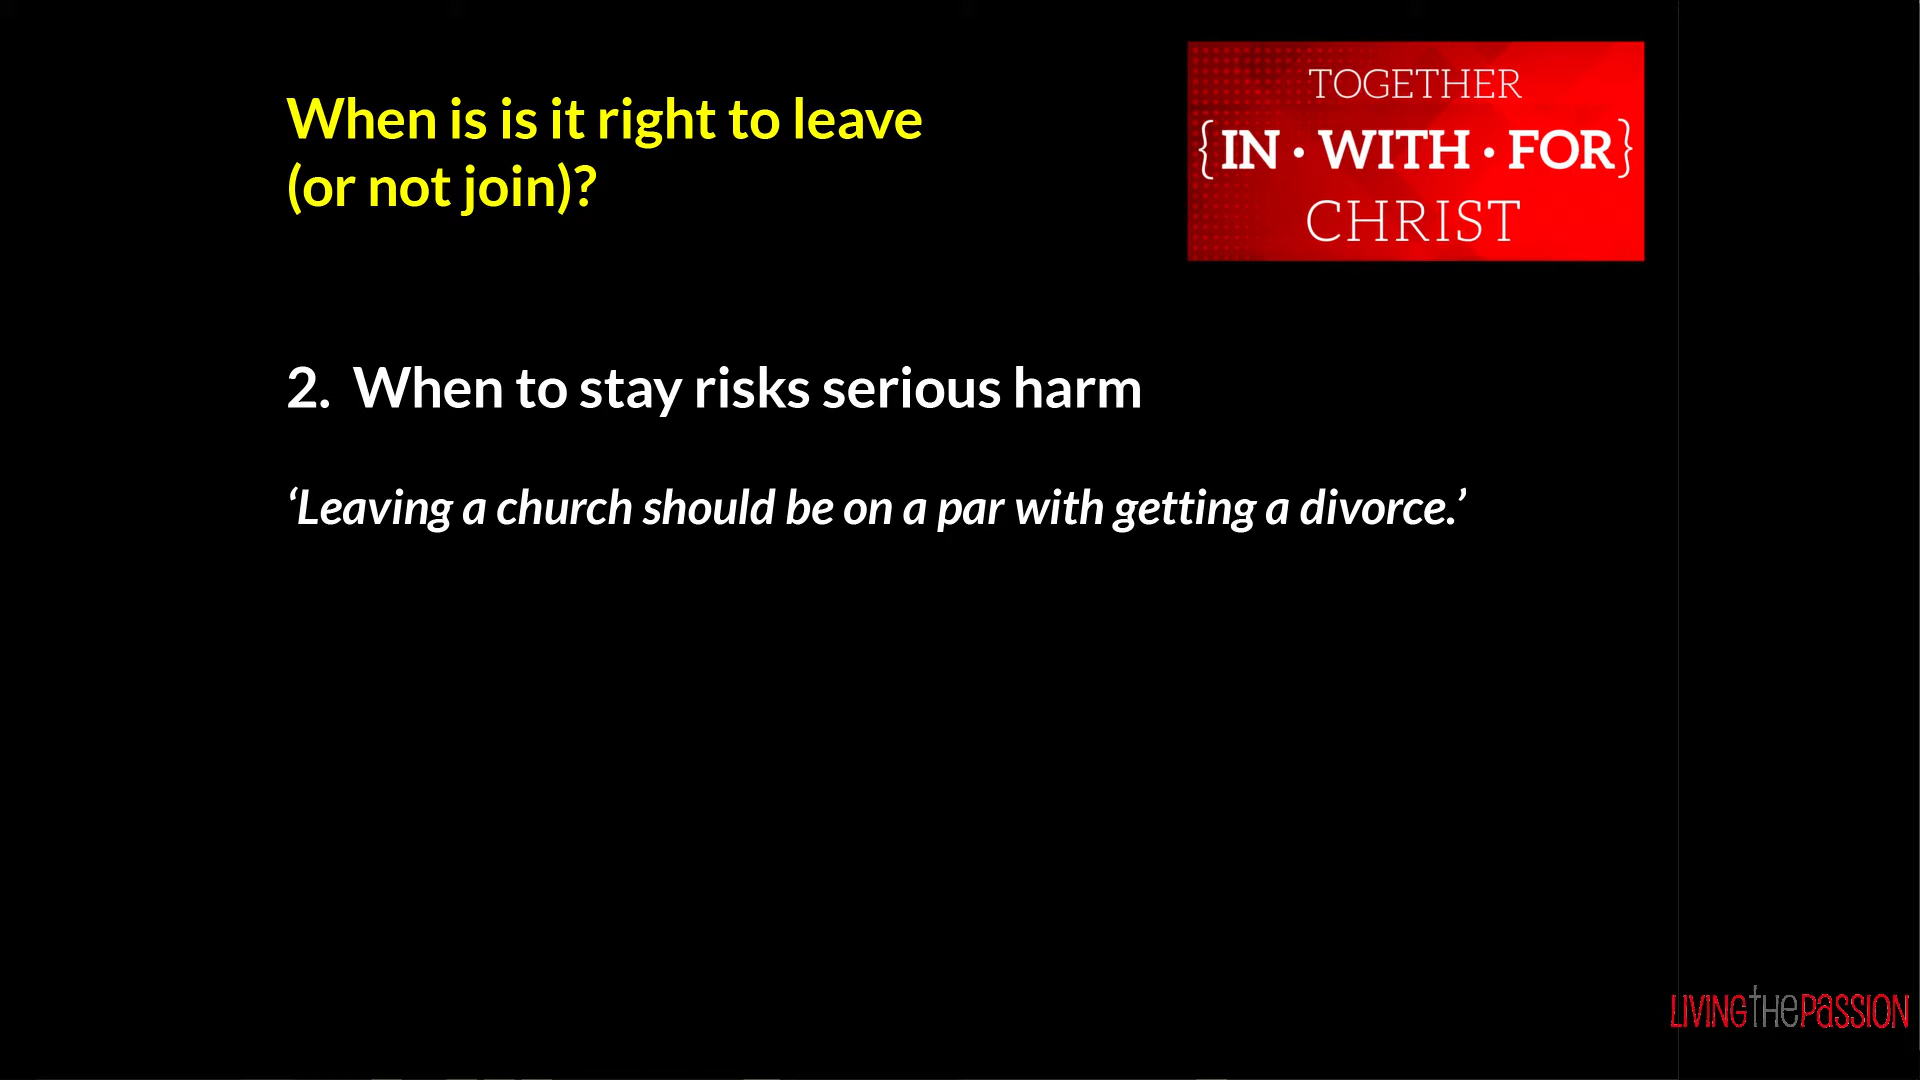 When is is it right to leave
(or not join)?
TOGETHER
{IN · WITH · FOR}
CHRIST
2. When to stay risks serious harm
‘Leaving a church should be on a par with getting a divorce.’
LIVINGTHEPASSION